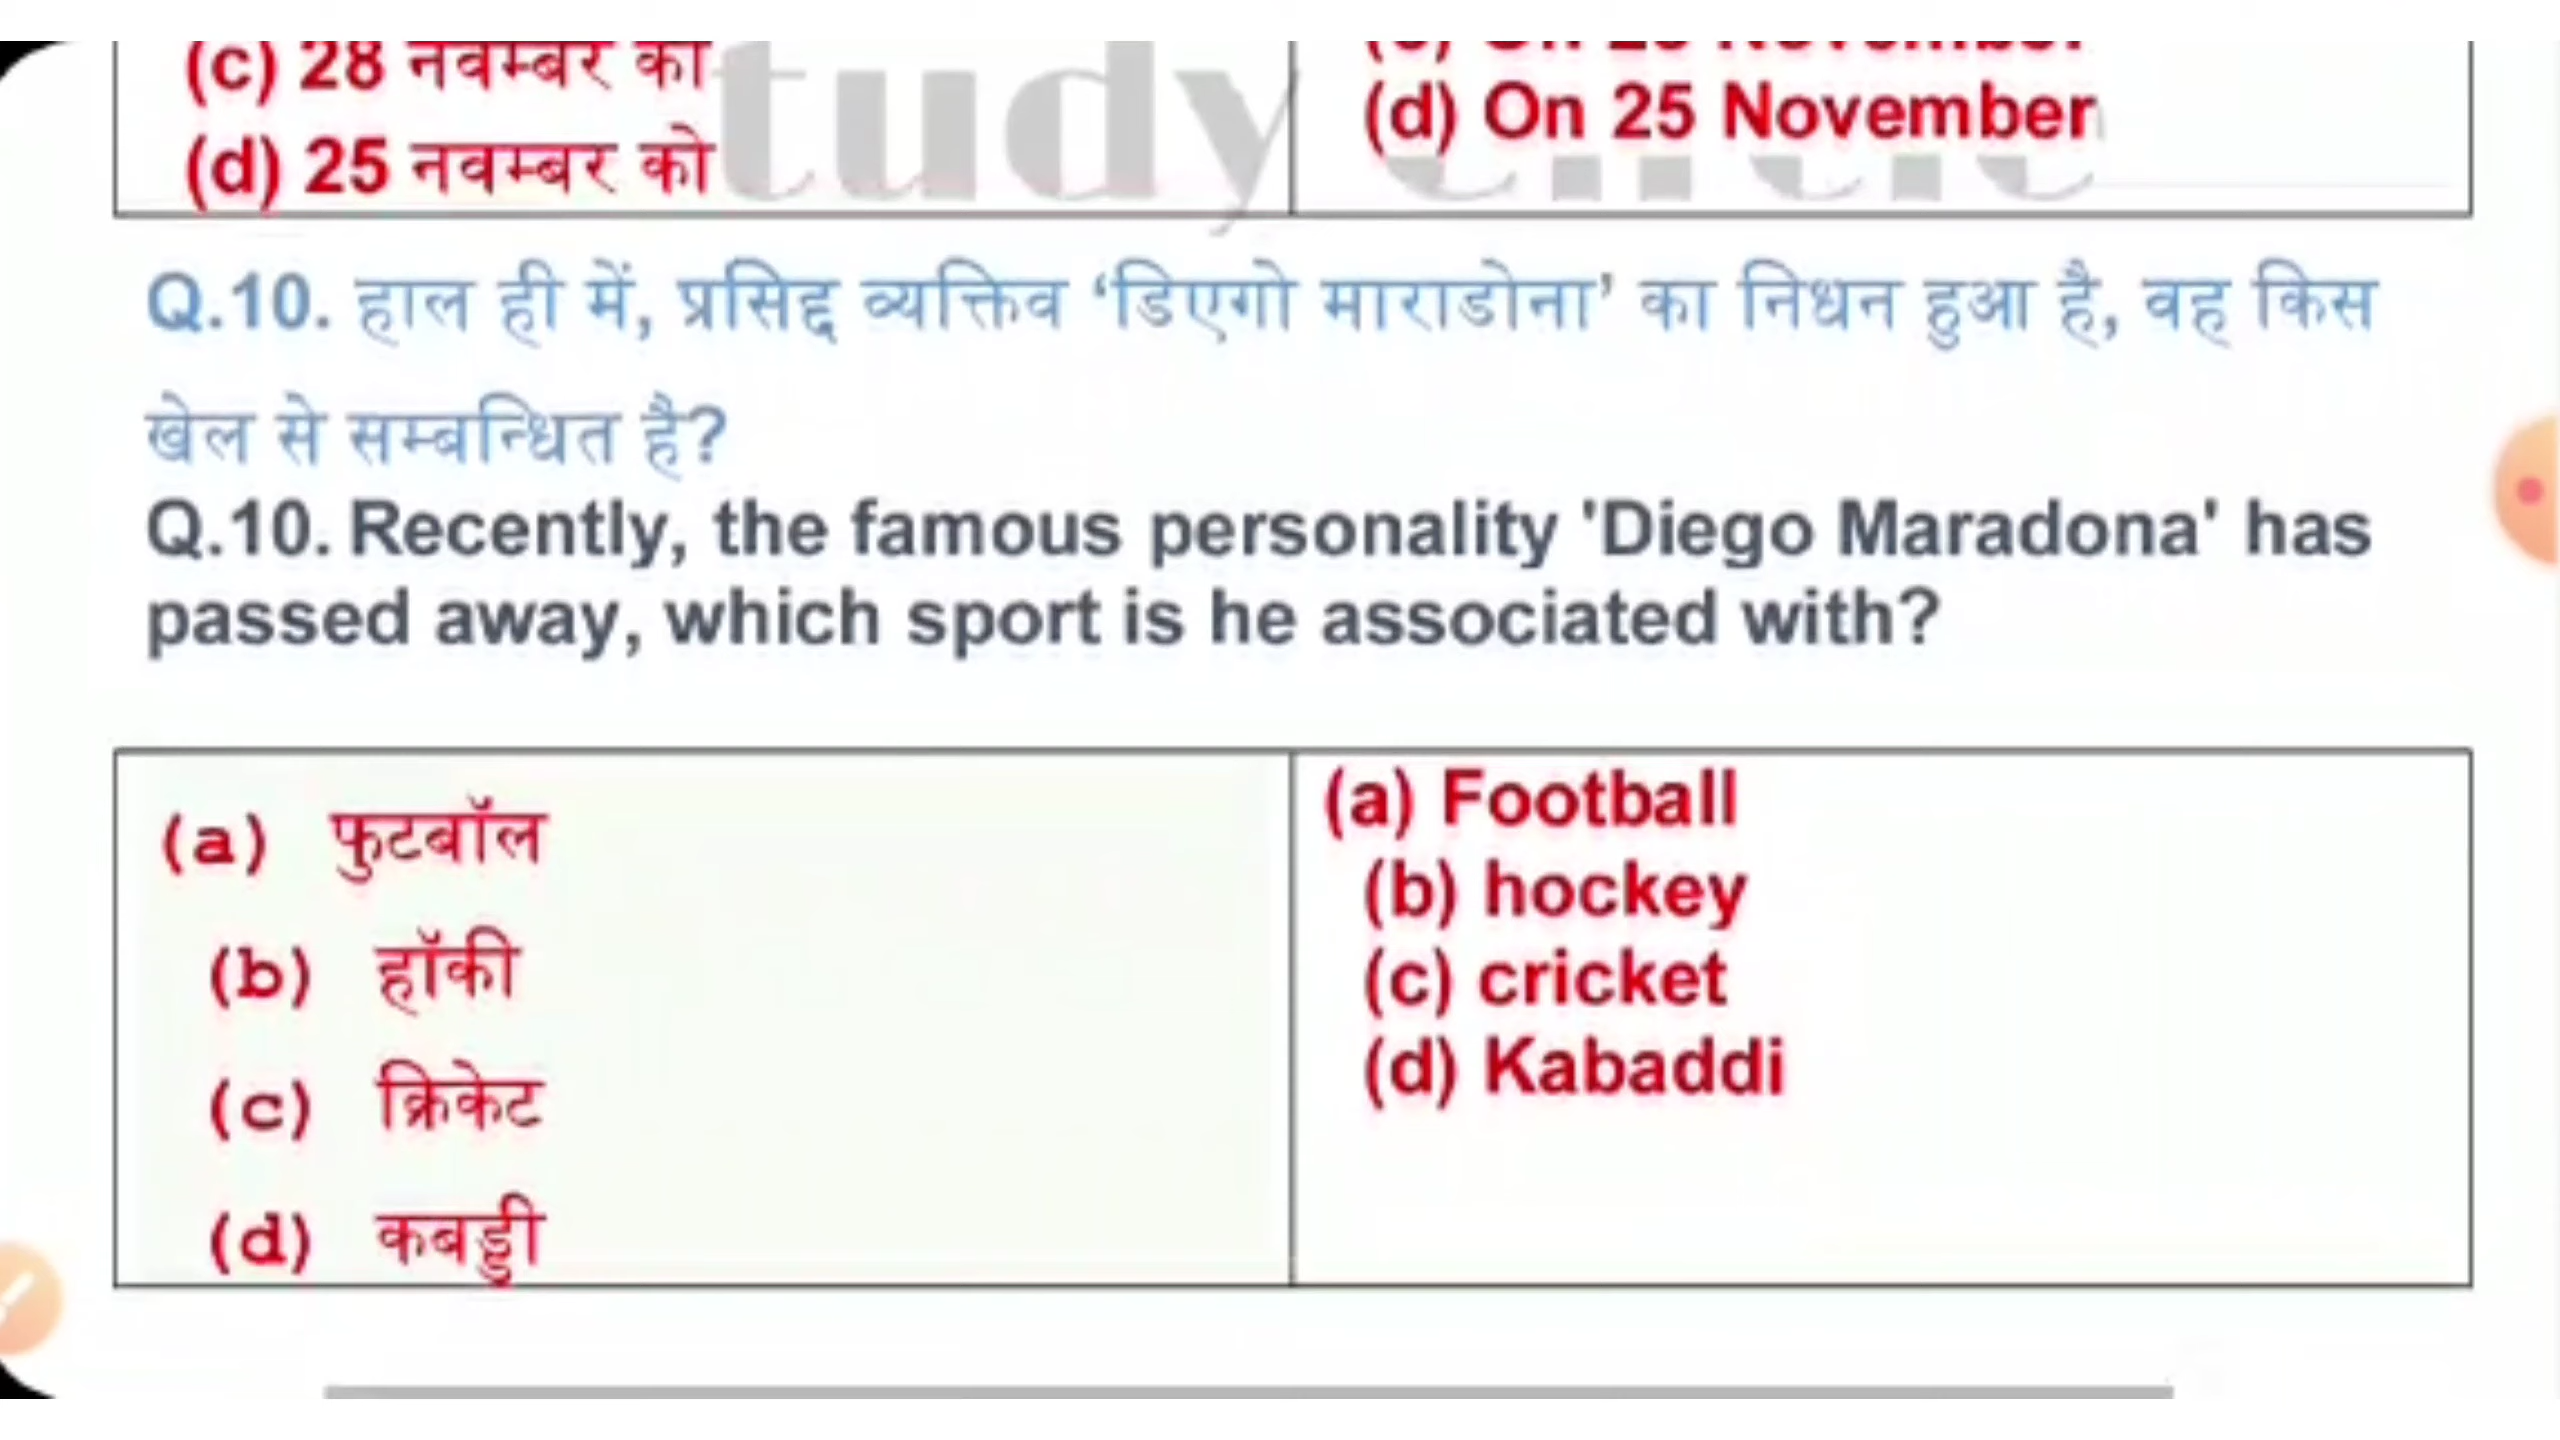 (c) 28 नवम्बर को
(d) 25 नवम्बर को
(d) On 25 November
tudy
Q.10. हाल ही में, प्रसिद्द व्यक्तिव ‘डिएगो माराडोना’ का निधन हुआ है, वह किस
खेल से सम्बन्धित है?
Q.10. Recently, the famous personality 'Diego Maradona' has
passed away, which sport is he associated with?
(a) फुटबॉल
(b) हॉकी
(c) क्रिकेट
(d) कबड्डी
(a) Football
(b) hockey
(c) cricket
(d) Kabaddi